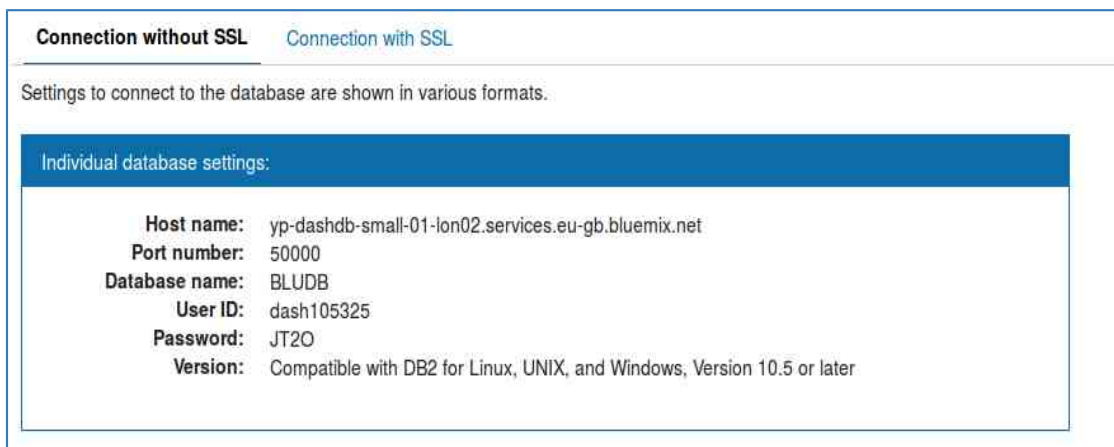 Connection without SSL Connection with SSL
Settings to connect to the database are shown in various formats.
Individual database settings:
Host name: yp-dashdb-small-01-lon02.services.eu-gb.bluemix.net
Port number: 50000
Database name: BLUDB
User ID: dash105325
Password: JT2O
Version: Compatible with DB2 for Linux, UNIX, and Windows, Version 10.5 or later